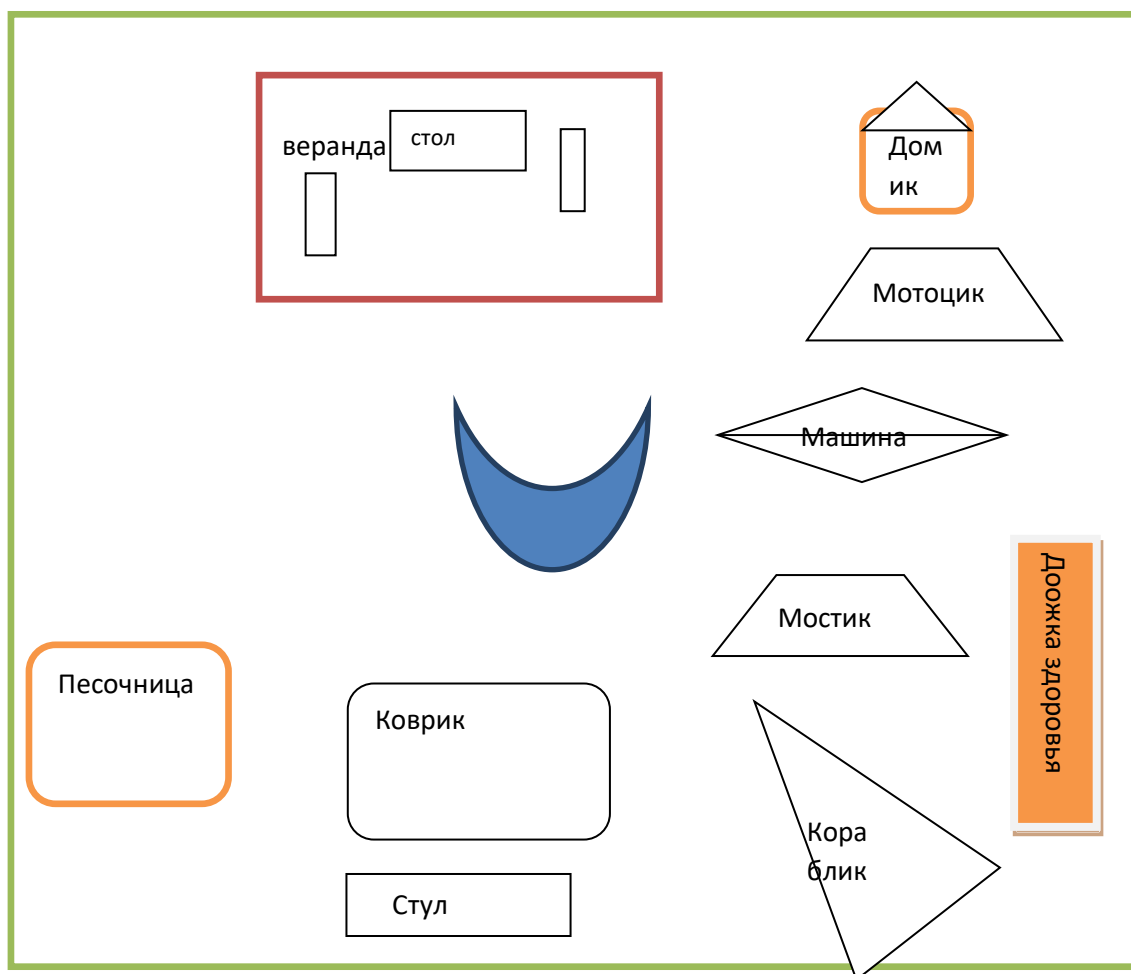 веранда
стол
Дом
ик
Мотоцик
Машина
Мостик
Доожка здоровья
Песочница
Коврик
Кора
блик
Стул